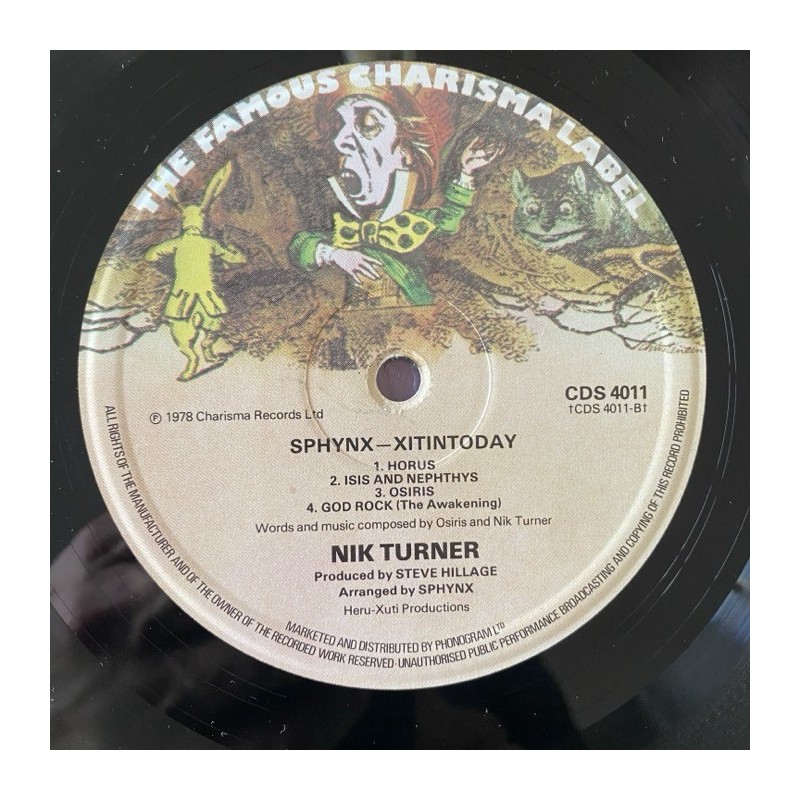 THE FAMOUS CHARISMA LABEL
CDS 4011
†CDS 4011-B†
℗ 1978 Charisma Records Ltd
SPHYNX—XITINTODAY
1. HORUS
2. ISIS AND NEPHTHYS
3. OSIRIS
4. GOD ROCK (The Awakening)
Words and music composed by Osiris and Nik Turner
NIK TURNER
Produced by STEVE HILLAGE
Arranged by SPHYNX
Heru-Xuti Productions
MARKETED AND DISTRIBUTED BY PHONOGRAM LTD
ALL RIGHTS OF THE MANUFACTURER AND OF THE OWNER OF THE RECORDED WORK RESERVED·UNAUTHORISED PUBLIC PERFORMANCE BROADCASTING AND COPYING OF THIS RECORD PROHIBITED